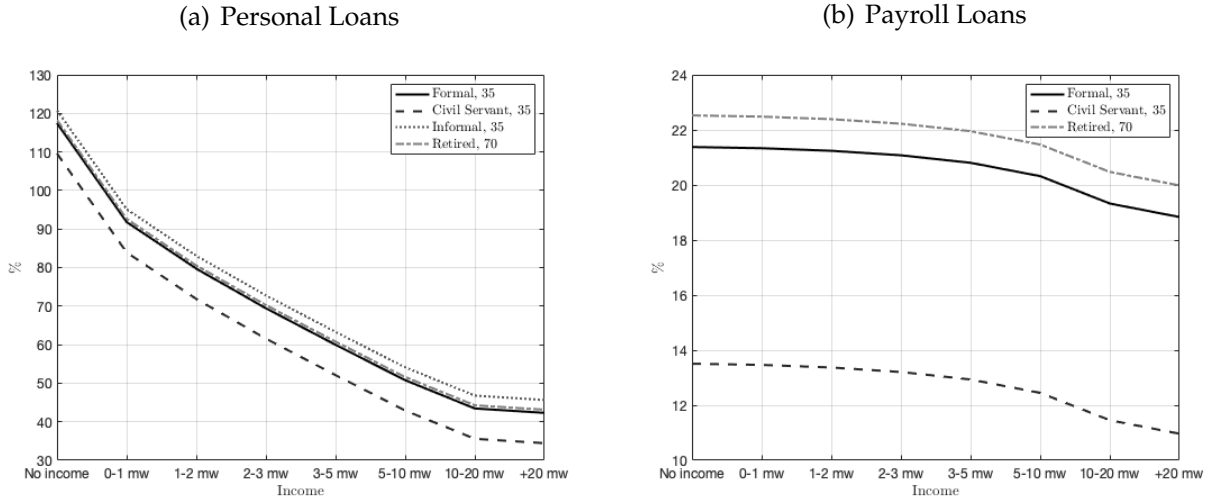 (a) Personal Loans
130
120
110
100
90
80
70
60
50
40
30
%
Formal, 35
Civil Servant, 35
Informal, 35
Retired, 70
No income 0-1 mw 1-2 mw 2-3 mw 3-5 mw 5-10 mw 10-20 mw +20 mw
Income
(b) Payroll Loans
24
22
20
18
16
14
12
10
%
Formal, 35
Civil Servant, 35
Retired, 70
No income 0-1 mw 1-2 mw 2-3 mw 3-5 mw 5-10 mw 10-20 mw +20 mw
Income